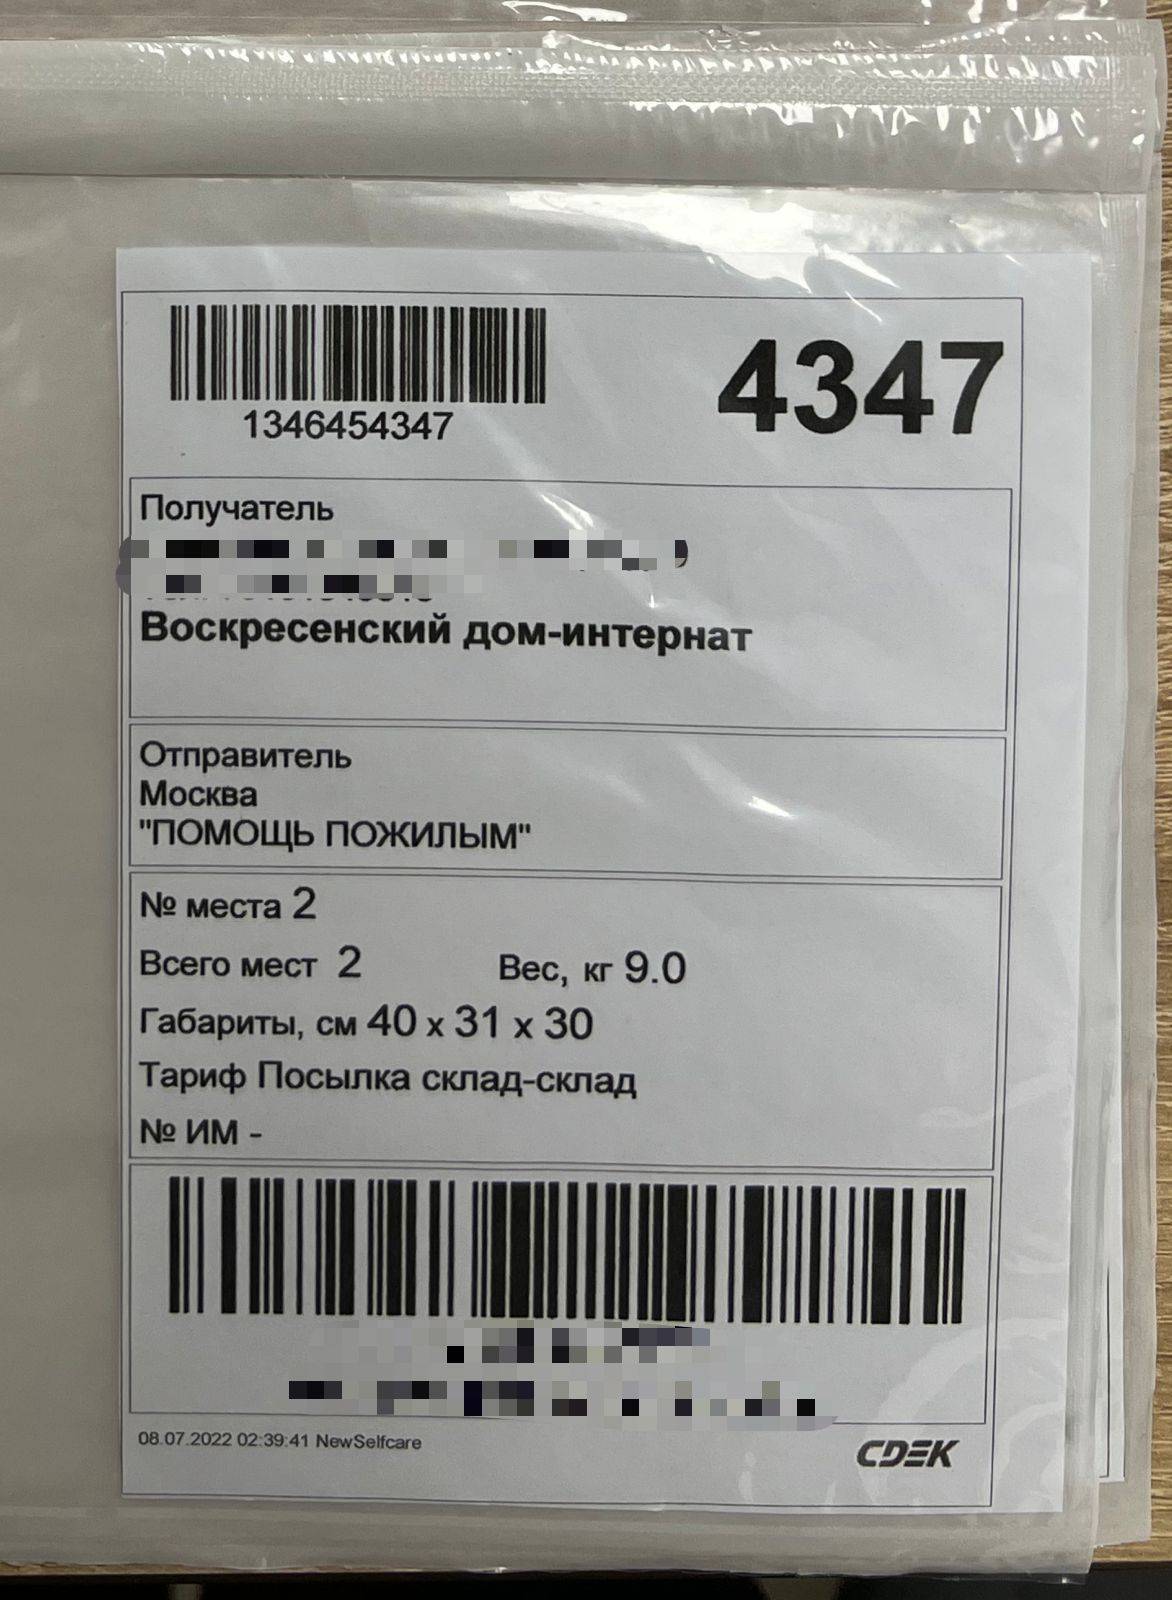 1346454347
4347
Получатель
Воскресенский дом-интернат
Отправитель
Москва
"ПОМОЩЬ ПОЖИЛЫМ"
№ места 2
Всего мест 2 Вес, кг 9.0
Габариты, см 40 x 31 x 30
Тариф Посылка склад-склад
№ ИМ -
08.07.2022 02:39:41 NewSelfcare
CDEK